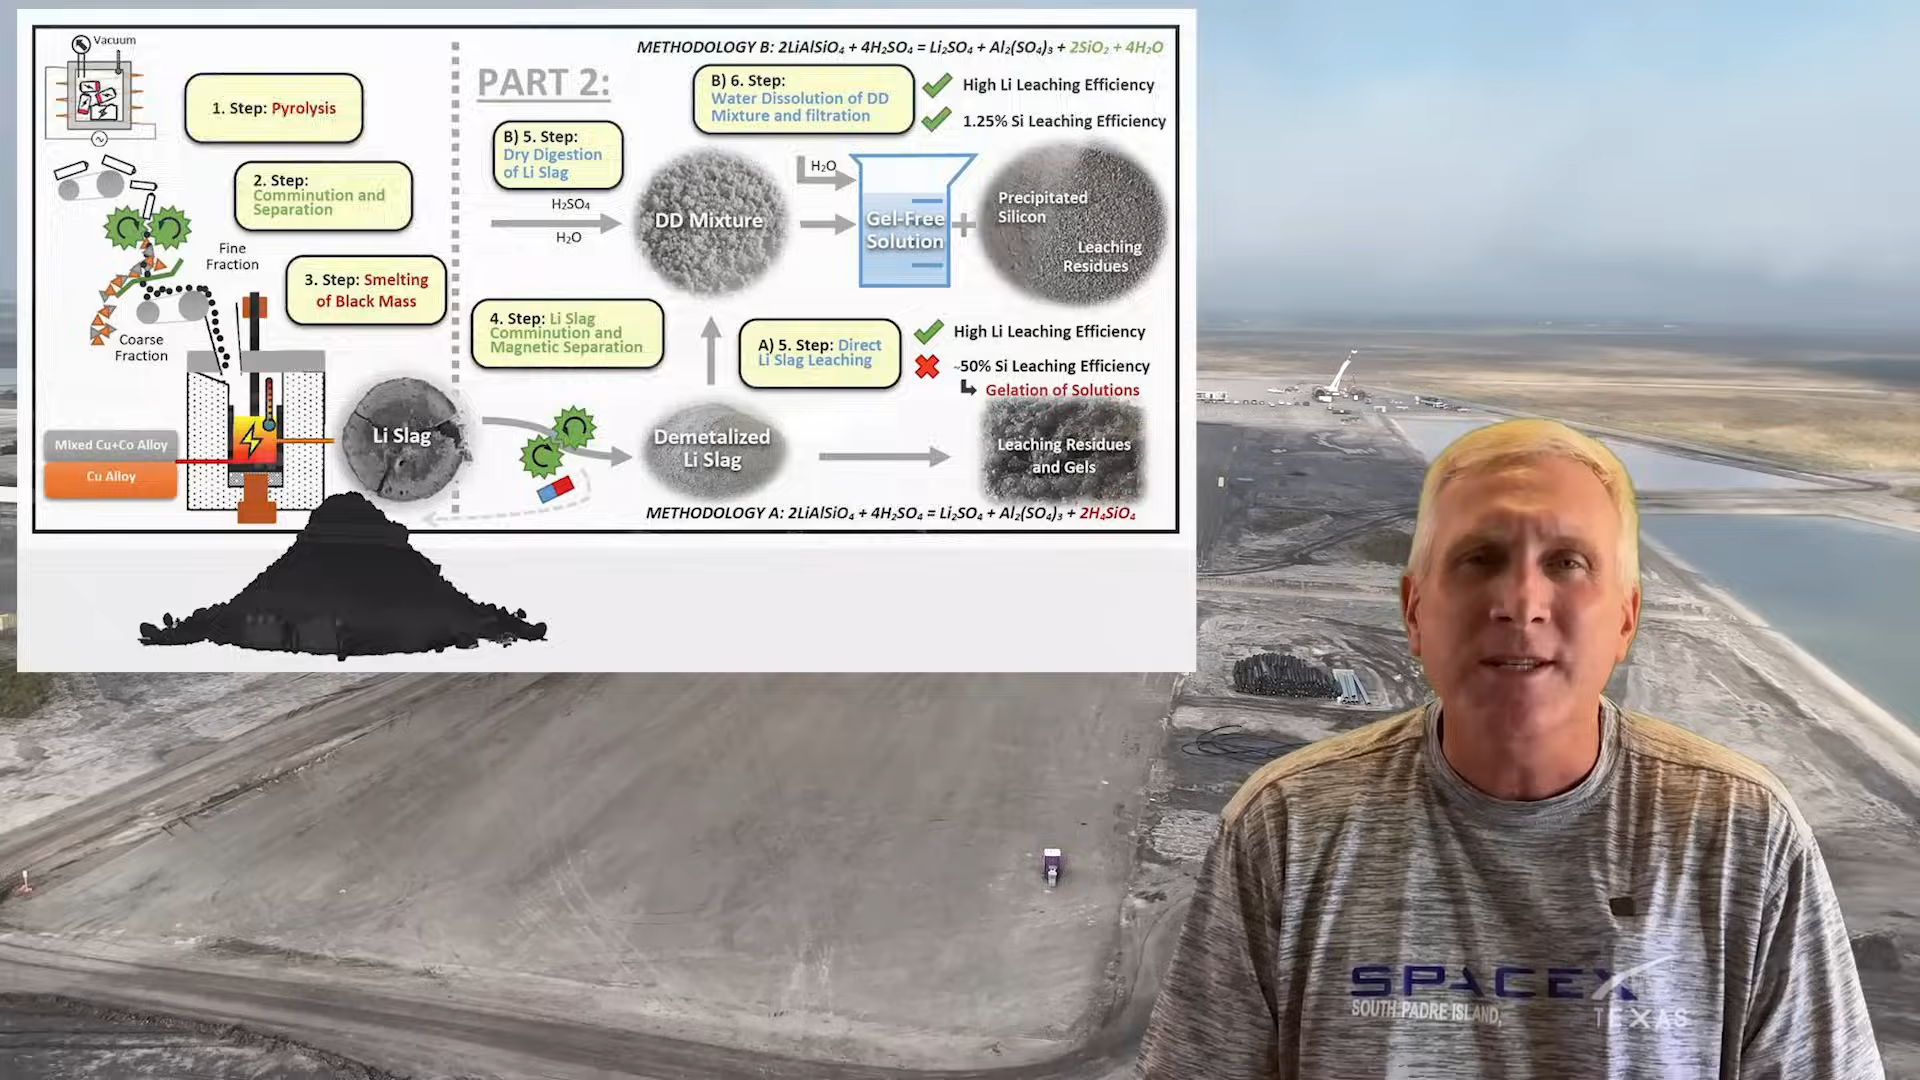 Vacuum
1. Step: Pyrolysis
2. Step:
Comminution and
Separation
Fine
Fraction
3. Step: Smelting
of Black Mass
Coarse
Fraction
Mixed Cu+Co Alloy
Cu Alloy
Li Slag
PART 2:
METHODOLOGY B: 2LiAlSiO₄ + 4H₂SO₄ = Li₂SO₄ + Al₂(SO₄)₃ + 2SiO₂ + 4H₂O
B) 6. Step:
Water Dissolution of DD
Mixture and filtration
High Li Leaching Efficiency
1.25% Si Leaching Efficiency
B) 5. Step:
Dry Digestion
of Li Slag
H₂SO₄
H₂O
DD Mixture
H₂O
Gel-Free
Solution
+
Precipitated
Silicon
Leaching
Residues
4. Step: Li Slag
Comminution and
Magnetic Separation
A) 5. Step: Direct
Li Slag Leaching
High Li Leaching Efficiency
~50% Si Leaching Efficiency
Gelation of Solutions
Demetalized
Li Slag
Leaching Residues
and Gels
METHODOLOGY A: 2LiAlSiO₄ + 4H₂SO₄ = Li₂SO₄ + Al₂(SO₄)₃ + 2H₄SiO₄
SPACEX
SOUTH PADRE ISLAND,
TEXAS